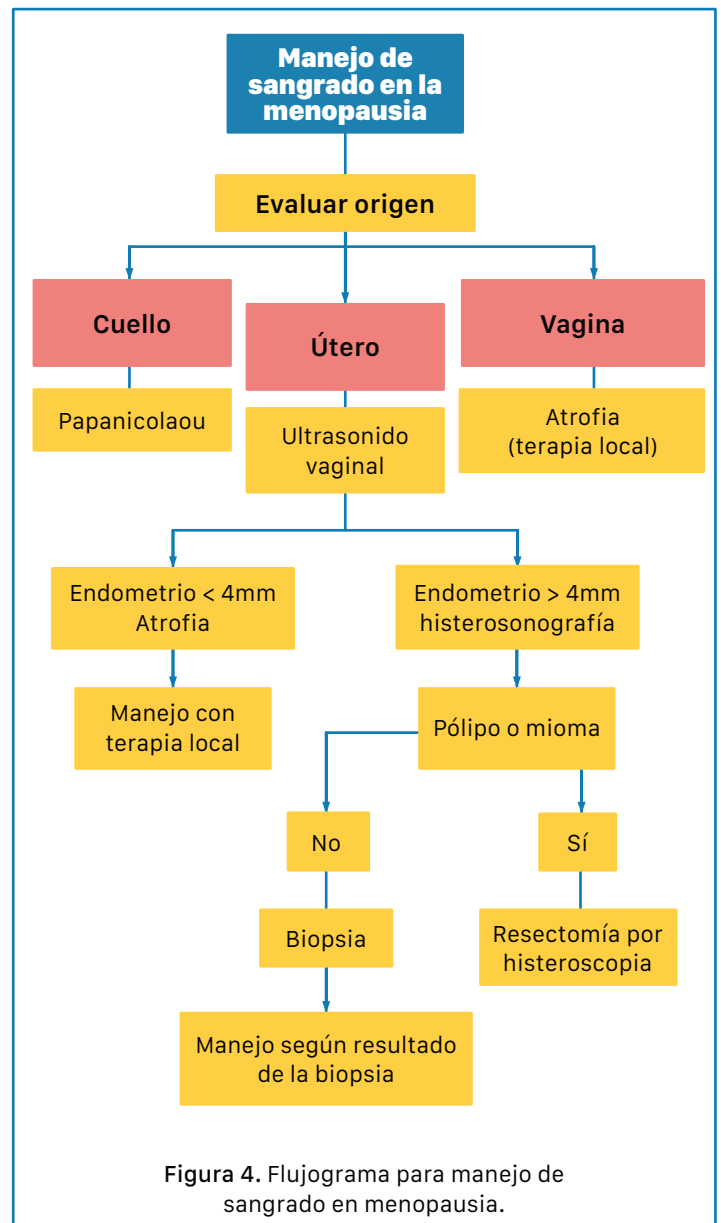 Manejo de
sangrado en la
menopausia
Evaluar origen
Cuello
Útero
Vagina
Papanicolaou
Ultrasonido
vaginal
Atrofia
(terapia local)
Endometrio < 4mm
Atrofia
Endometrio > 4mm
histerosonografía
Manejo con
terapia local
Pólipo o mioma
No
Sí
Biopsia
Resectomía por
histeroscopia
Manejo según resultado
de la biopsia
Figura 4. Flujograma para manejo de
sangrado en menopausia.